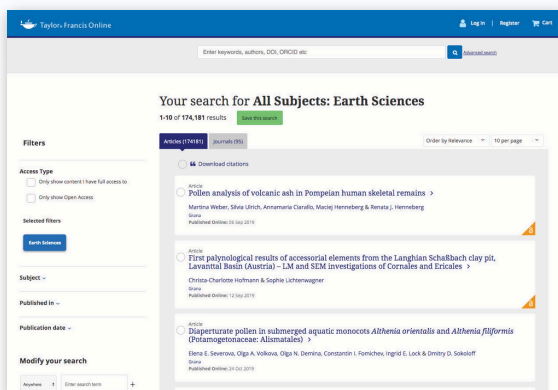 Taylor & Francis Online
Log in | Register Cart
Enter keywords, authors, DOI, ORCID etc
Advanced search
Your search for All Subjects: Earth Sciences
1-10 of 174,181 results Save this search
Filters
Articles (174181) Journals (95) Order by Relevance 10 per page
Download citations
Access Type
Only show content I have full access to
Only show Open Access
Selected filters
Earth Sciences
Subject
Published in
Publication date
Modify your search
Anywhere Enter search term +
Article
Pollen analysis of volcanic ash in Pompeian human skeletal remains >
Martina Weber, Silvia Ulrich, Annamaria Ciarallo, Maciej Henneberg & Renata J. Henneberg
Grana
Published Online: 06 Sep 2019
Article
First palynological results of accessorial elements from the Langhian Schaßbach clay pit,
Lavanttal Basin (Austria) – LM and SEM investigations of Cornales and Ericales >
Christa-Charlotte Hofmann & Sophie Lichtenwagner
Grana
Published Online: 12 Sep 2019
Article
Diaperturate pollen in submerged aquatic monocots Althenia orientalis and Althenia filiformis
(Potamogetonaceae: Alismatales) >
Elena E. Severova, Olga A. Volkova, Olga N. Demina, Constantin I. Fomichev, Ingrid E. Lock & Dmitry D. Sokoloff
Grana
Published Online: 24 Oct 2019